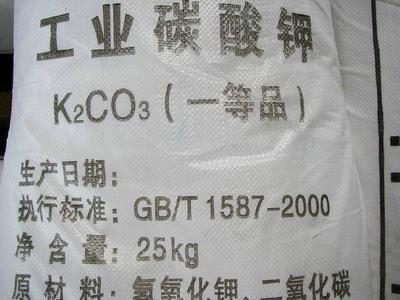 工业碳酸钾
K2CO3（一等品）
生产日期：
执行标准：GB/T 1587-2000
净含量：25kg
原材料：氢氧化钾、二氧化碳